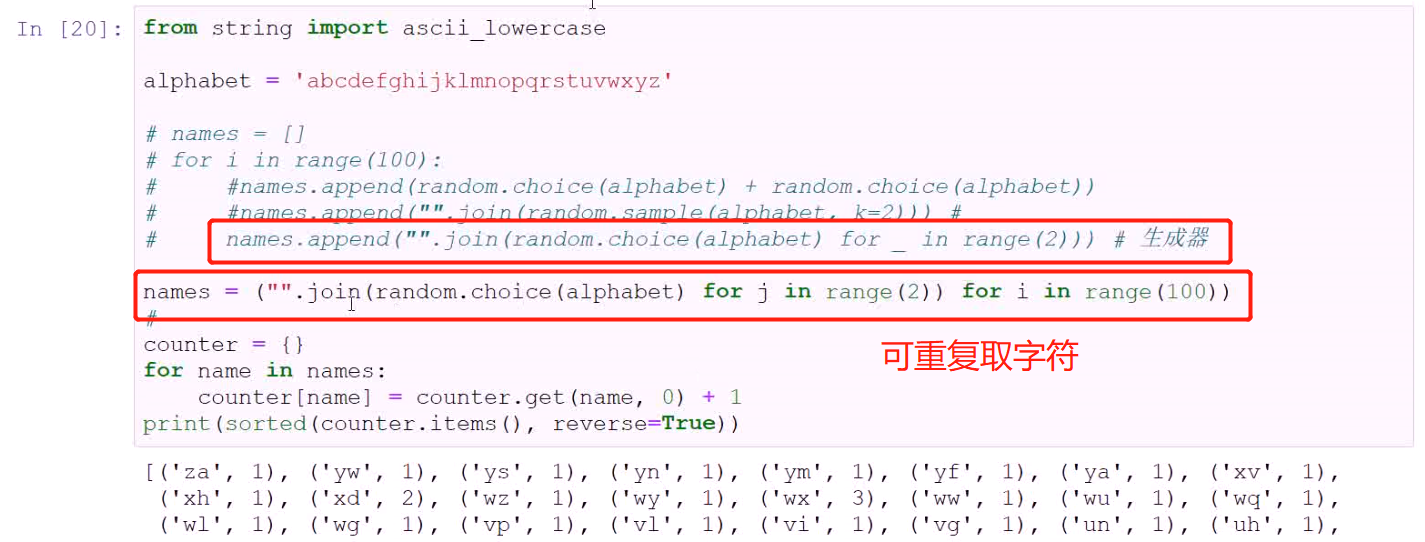 In [20]: from string import ascii_lowercase
alphabet = 'abcdefghijklmnopqrstuvwxyz'
# names = []
# for i in range(100):
#     #names.append(random.choice(alphabet) + random.choice(alphabet))
#     #names.append("".join(random.sample(alphabet, k=2))) #
#     names.append("".join(random.choice(alphabet) for _ in range(2))) # 生成器
names = ("".join(random.choice(alphabet) for j in range(2)) for i in range(100))
#
counter = {}
for name in names:
    counter[name] = counter.get(name, 0) + 1
print(sorted(counter.items(), reverse=True))
可重复取字符
[('za', 1), ('yw', 1), ('ys', 1), ('yn', 1), ('ym', 1), ('yf', 1), ('ya', 1), ('xv', 1),
('xh', 1), ('xd', 2), ('wz', 1), ('wy', 1), ('wx', 3), ('ww', 1), ('wu', 1), ('wq', 1),
('wl', 1), ('wg', 1), ('vp', 1), ('vl', 1), ('vi', 1), ('vg', 1), ('un', 1), ('uh', 1),